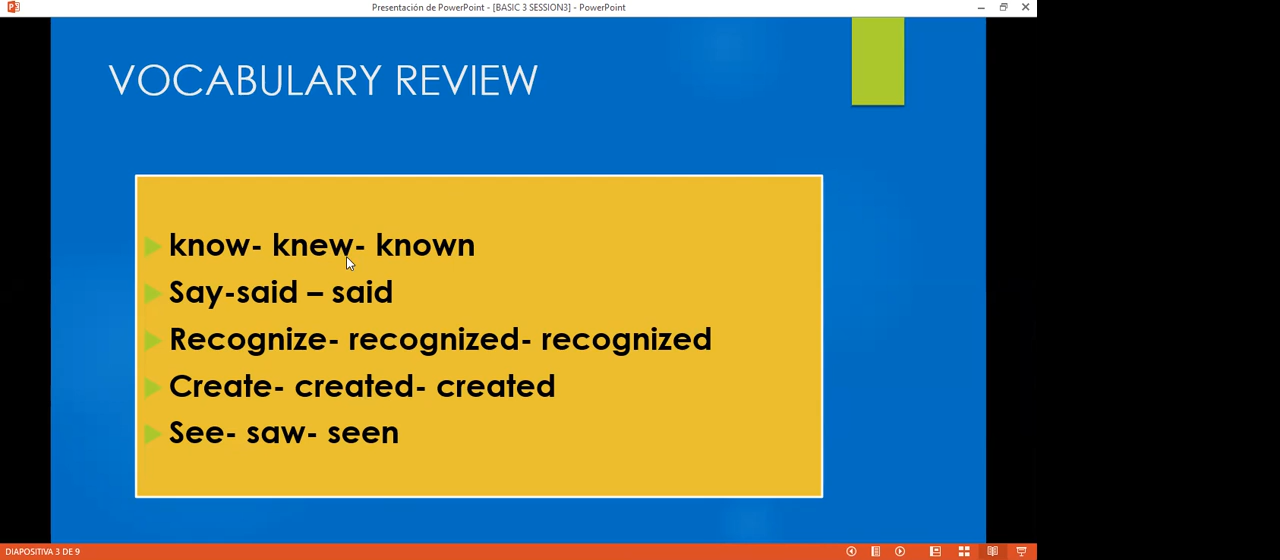 Presentación de PowerPoint - [BASIC 3 SESSION3] - PowerPoint
VOCABULARY REVIEW
know- knew- known
Say-said – said
Recognize- recognized- recognized
Create- created- created
See- saw- seen
DIAPOSITIVA 3 DE 9